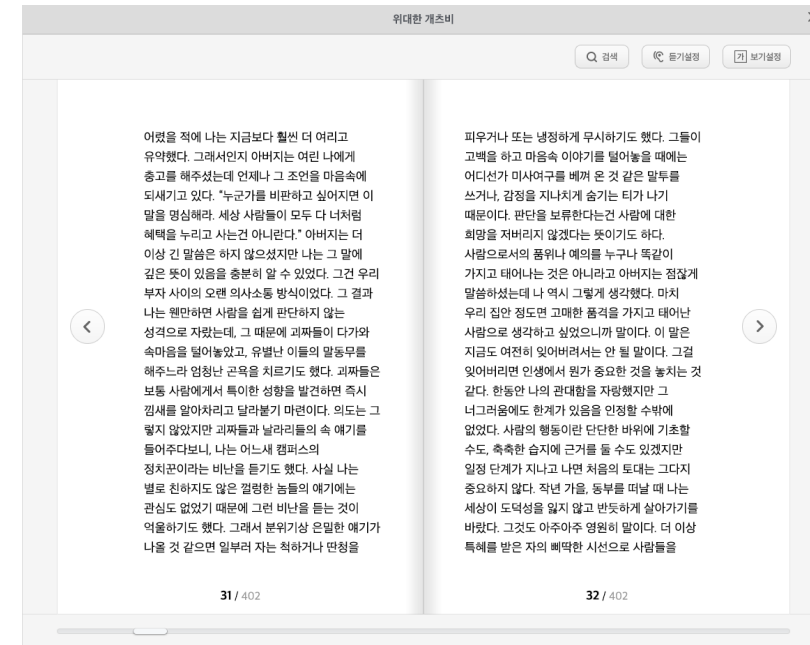 위대한 개츠비
검색
듣기설정
가 보기설정
어렸을 적에 나는 지금보다 훨씬 더 여리고
유약했다. 그래서인지 아버지는 여린 나에게
충고를 해주셨는데 언제나 그 조언을 마음속에
되새기고 있다. "누군가를 비판하고 싶어지면 이
말을 명심해라. 세상 사람들이 모두 다 너처럼
혜택을 누리고 사는건 아니란다." 아버지는 더
이상 긴 말씀은 하지 않으셨지만 나는 그 말에
깊은 뜻이 있음을 충분히 알 수 있었다. 그건 우리
부자 사이의 오랜 의사소통 방식이었다. 그 결과
나는 웬만하면 사람을 쉽게 판단하지 않는
성격으로 자랐는데, 그 때문에 괴짜들이 다가와
속마음을 털어놓았고, 유별난 이들의 말동무를
해주느라 엄청난 곤욕을 치르기도 했다. 괴짜들은
보통 사람에게서 특이한 성향을 발견하면 즉시
낌새를 알아차리고 달라붙기 마련이다. 의도는 그
렇지 않았지만 괴짜들과 날라리들의 속 얘기를
들어주다보니, 나는 어느새 캠퍼스의
정치꾼이라는 비난을 듣기도 했다. 사실 나는
별로 친하지도 않은 껄렁한 놈들의 얘기에는
관심도 없었기 때문에 그런 비난을 듣는 것이
억울하기도 했다. 그래서 분위기상 은밀한 얘기가
나올 것 같으면 일부러 자는 척하거나 딴청을
31 / 402
피우거나 또는 냉정하게 무시하기도 했다. 그들이
고백을 하고 마음속 이야기를 털어놓을 때에는
어디선가 미사여구를 베껴 온 것 같은 말투를
쓰거나, 감정을 지나치게 숨기는 티가 나기
때문이다. 판단을 보류한다는건 사람에 대한
희망을 저버리지 않겠다는 뜻이기도 하다.
사람으로서의 품위나 예의를 누구나 똑같이
가지고 태어나는 것은 아니라고 아버지는 점잖게
말씀하셨는데 나 역시 그렇게 생각했다. 마치
우리 집안 정도면 고매한 품격을 가지고 태어난
사람으로 생각하고 싶었으니까 말이다. 이 말은
지금도 여전히 잊어버려서는 안 될 말이다. 그걸
잊어버리면 인생에서 뭔가 중요한 것을 놓치는 것
같다. 한동안 나의 관대함을 자랑했지만 그
너그러움에도 한계가 있음을 인정할 수밖에
없었다. 사람의 행동이란 단단한 바위에 기초할
수도, 축축한 습지에 근거를 둘 수도 있겠지만
일정 단계가 지나고 나면 처음의 토대는 그다지
중요하지 않다. 작년 가을, 동부를 떠날 때 나는
세상이 도덕성을 잃지 않고 반듯하게 살아가기를
바랐다. 그것도 아주아주 영원히 말이다. 더 이상
특혜를 받은 자의 삐딱한 시선으로 사람들을
32 / 402